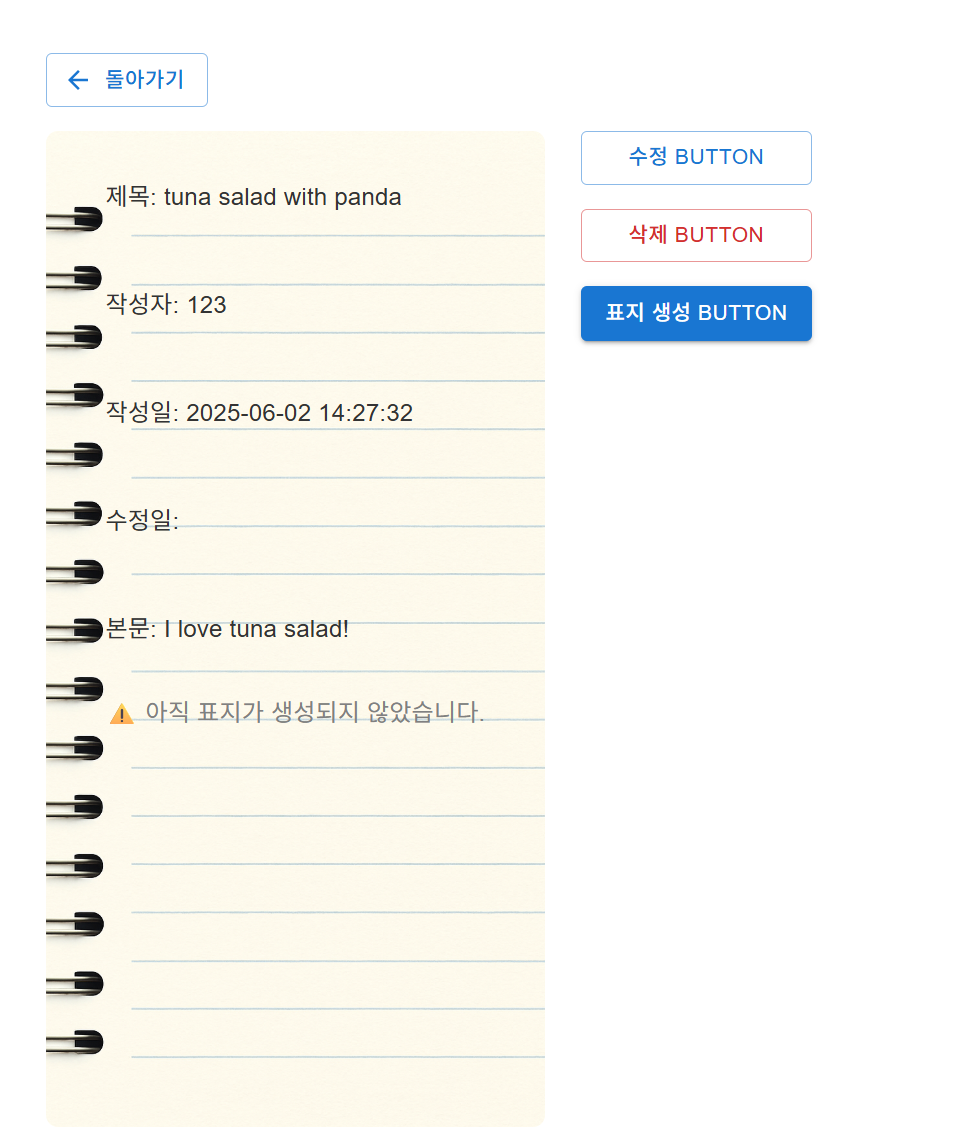 돌아가기
제목: tuna salad with panda
작성자: 123
작성일: 2025-06-02 14:27:32
수정일:
본문: I love tuna salad!
아직 표지가 생성되지 않았습니다.
수정 BUTTON
삭제 BUTTON
표지 생성 BUTTON